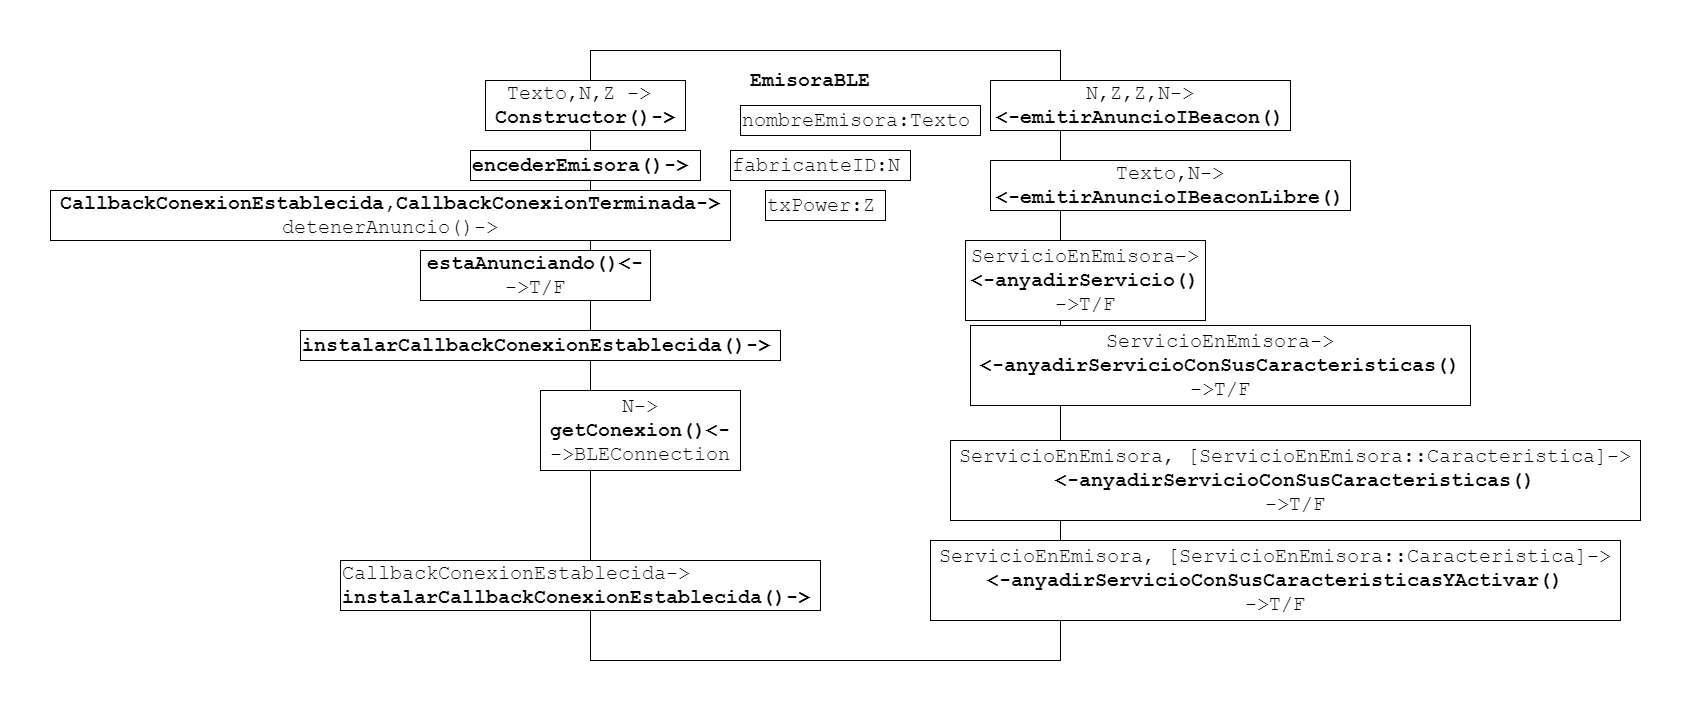 EmisoraBLE
Texto,N,Z ->
Constructor()->
nombreEmisora:Texto
encederEmisora()->
fabricanteID:N
CallbackConexionEstablecida,CallbackConexionTerminada->
detenerAnuncio()->
txPower:Z
estaAnunciando()<-
->T/F
instalarCallbackConexionEstablecida()->
N->
getConexion()<-
->BLEConnection
CallbackConexionEstablecida->
instalarCallbackConexionEstablecida()->
N,Z,Z,N->
<-emitirAnuncioIBeacon()
Texto,N->
<-emitirAnuncioIBeaconLibre()
ServicioEnEmisora->
<-anyadirServicio()
->T/F
ServicioEnEmisora->
<-anyadirServicioConSusCaracteristicas()
->T/F
ServicioEnEmisora, [ServicioEnEmisora::Caracteristica]->
<-anyadirServicioConSusCaracteristicas()
->T/F
ServicioEnEmisora, [ServicioEnEmisora::Caracteristica]->
<-anyadirServicioConSusCaracteristicasYActivar()
->T/F